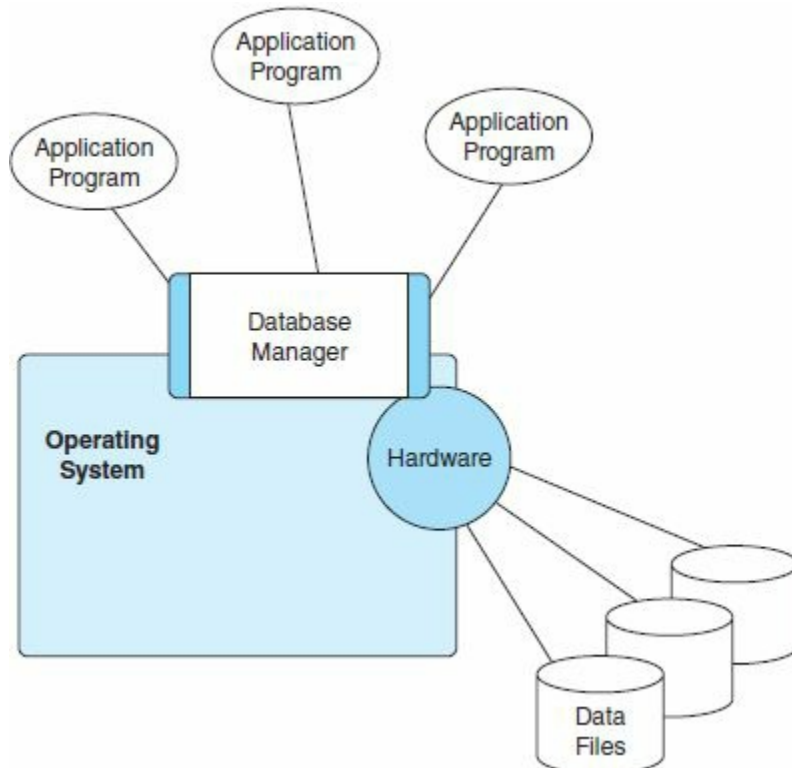 Application
Program
Application
Program
Application
Program
Database
Manager
Operating
System
Hardware
Data
Files